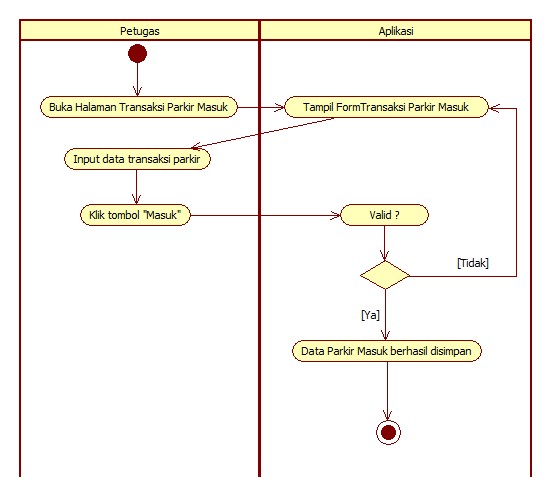 Petugas
Aplikasi
Buka Halaman Transaksi Parkir Masuk
Tampil FormTransaksi Parkir Masuk
Input data transaksi parkir
Klik tombol "Masuk"
Valid ?
[Tidak]
[Ya]
Data Parkir Masuk berhasil disimpan